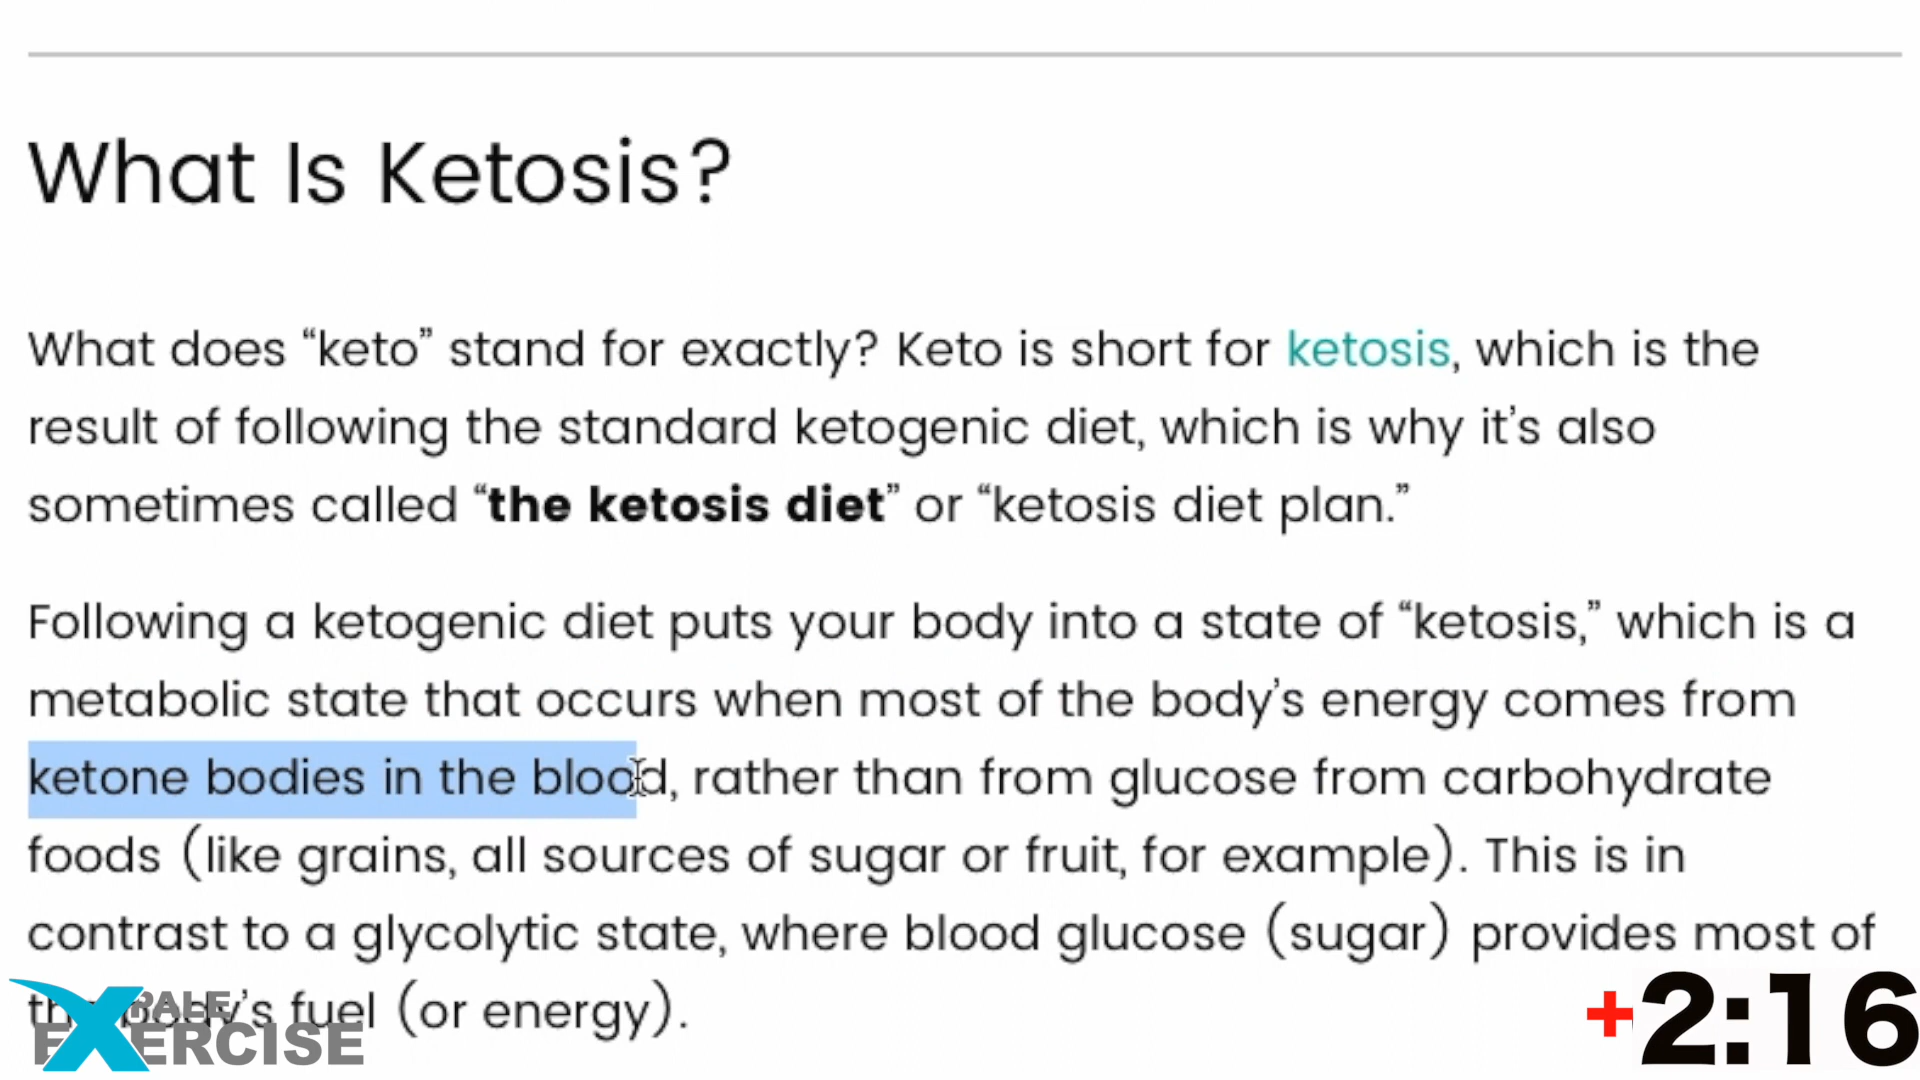 What Is Ketosis?
What does “keto” stand for exactly? Keto is short for ketosis, which is the
result of following the standard ketogenic diet, which is why it’s also
sometimes called “the ketosis diet” or “ketosis diet plan.”
Following a ketogenic diet puts your body into a state of “ketosis,” which is a
metabolic state that occurs when most of the body’s energy comes from
ketone bodies in the blood, rather than from glucose from carbohydrate
foods (like grains, all sources of sugar or fruit, for example). This is in
contrast to a glycolytic state, where blood glucose (sugar) provides most of
the body’s fuel (or energy).
RALE
EXERCISE
+2:16